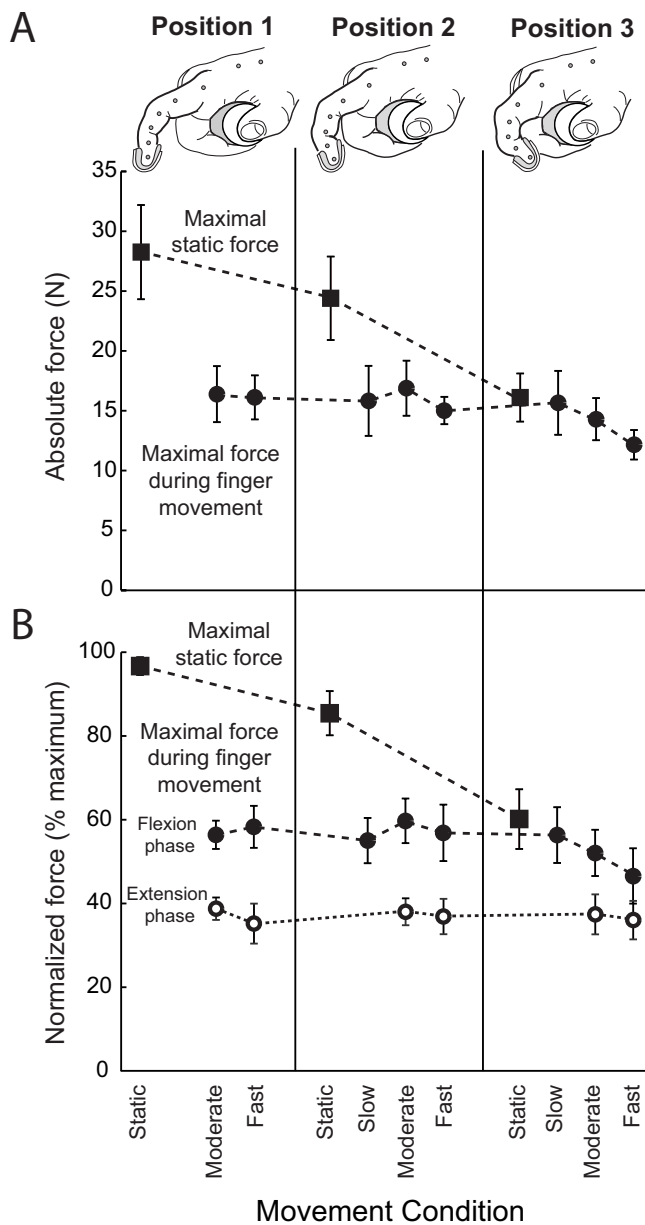 A
Position 1 Position 2 Position 3
35
30
25
20
15
10
5
0
Absolute force (N)
Maximal
static force
Maximal force
during finger
movement
B
100
80
60
40
20
0
Normalized force (% maximum)
Maximal
static force
Maximal force
during finger
movement
Flexion
phase
Extension
phase
Static
Moderate
Fast
Static
Slow
Moderate
Fast
Static
Slow
Moderate
Fast
Movement Condition